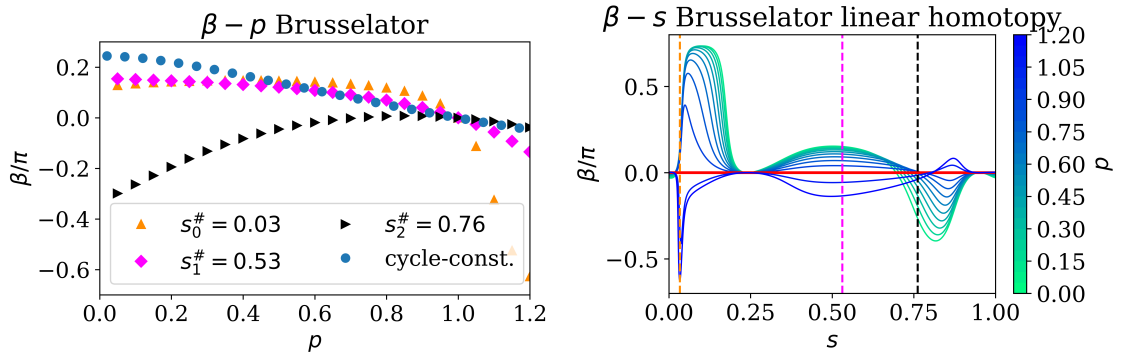 β − p Brusselator
β/π
0.2
0.0
−0.2
−0.4
−0.6
s₀^# = 0.03
s₁^# = 0.53
s₂^# = 0.76
cycle-const.
0.0 0.2 0.4 0.6 0.8 1.0 1.2
p
β − s Brusselator linear homotopy
β/π
0.5
0.0
−0.5
0.00 0.25 0.50 0.75 1.00
s
1.20
1.05
0.90
0.75
0.60
0.45
0.30
0.15
0.00
p